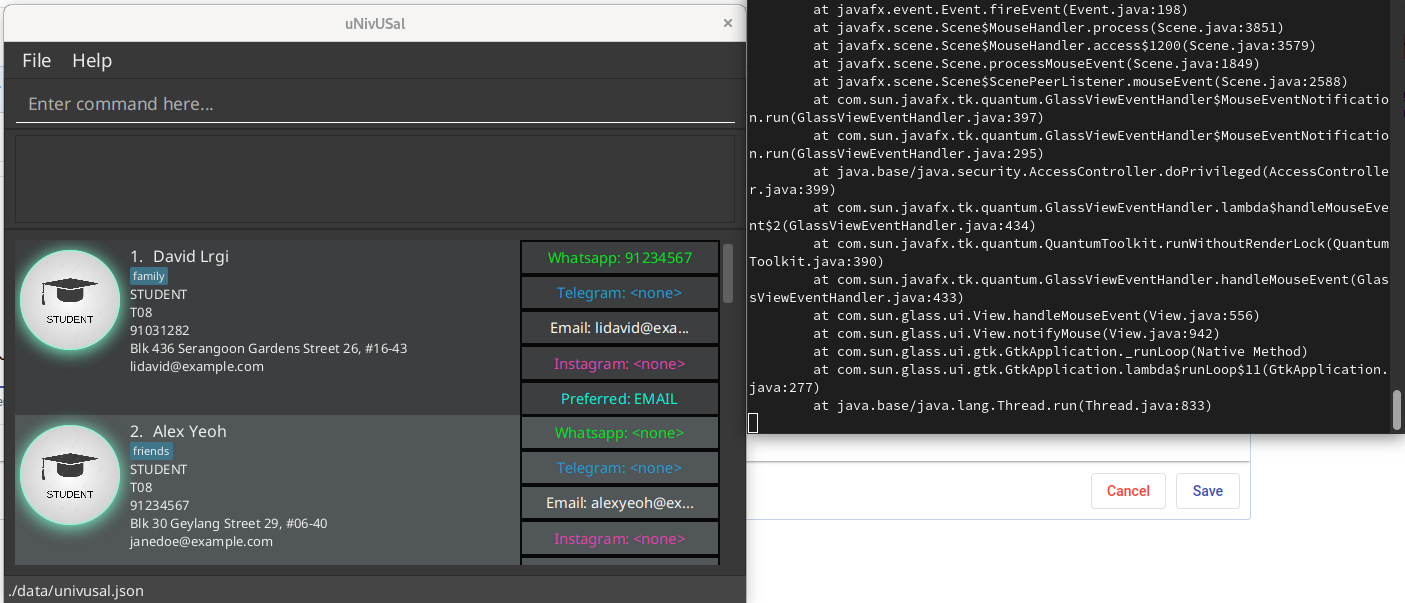 uNivUSal
×
File Help
Enter command here...
STUDENT
1. David Lrgi
family
STUDENT
T08
91031282
Blk 436 Serangoon Gardens Street 26, #16-43
lidavid@example.com
Whatsapp: 91234567
Telegram: <none>
Email: lidavid@exa...
Instagram: <none>
Preferred: EMAIL
STUDENT
2. Alex Yeoh
friends
STUDENT
T08
91234567
Blk 30 Geylang Street 29, #06-40
janedoe@example.com
Whatsapp: <none>
Telegram: <none>
Email: alexyeoh@ex...
Instagram: <none>
./data/univusal.json
at javafx.event.Event.fireEvent(Event.java:198)
at javafx.scene.Scene$MouseHandler.process(Scene.java:3851)
at javafx.scene.Scene$MouseHandler.access$1200(Scene.java:3579)
at javafx.scene.Scene.processMouseEvent(Scene.java:1849)
at javafx.scene.Scene$ScenePeerListener.mouseEvent(Scene.java:2588)
at com.sun.javafx.tk.quantum.GlassViewEventHandler$MouseEventNotificatio
n.run(GlassViewEventHandler.java:397)
at com.sun.javafx.tk.quantum.GlassViewEventHandler$MouseEventNotificatio
n.run(GlassViewEventHandler.java:295)
at java.base/java.security.AccessController.doPrivileged(AccessControlle
r.java:399)
at com.sun.javafx.tk.quantum.GlassViewEventHandler.lambda$handleMouseEve
nt$2(GlassViewEventHandler.java:434)
at com.sun.javafx.tk.quantum.QuantumToolkit.runWithoutRenderLock(Quantum
Toolkit.java:390)
at com.sun.javafx.tk.quantum.GlassViewEventHandler.handleMouseEvent(Glas
sViewEventHandler.java:433)
at com.sun.glass.ui.View.handleMouseEvent(View.java:556)
at com.sun.glass.ui.View.notifyMouse(View.java:942)
at com.sun.glass.ui.gtk.GtkApplication._runLoop(Native Method)
at com.sun.glass.ui.gtk.GtkApplication.lambda$runLoop$11(GtkApplication.
java:277)
at java.base/java.lang.Thread.run(Thread.java:833)
Cancel Save